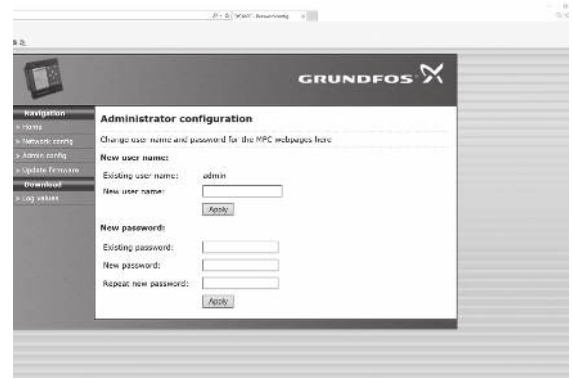 GRUNDFOS
Navigation
> Home
> Network config
> Admin config
> Update firmware
Download
> Log values
Administrator configuration
Change user name and password for the MPC webpages here
New user name:
Existing user name: admin
New user name:
Apply
New password:
Existing password:
New password:
Repeat new password:
Apply